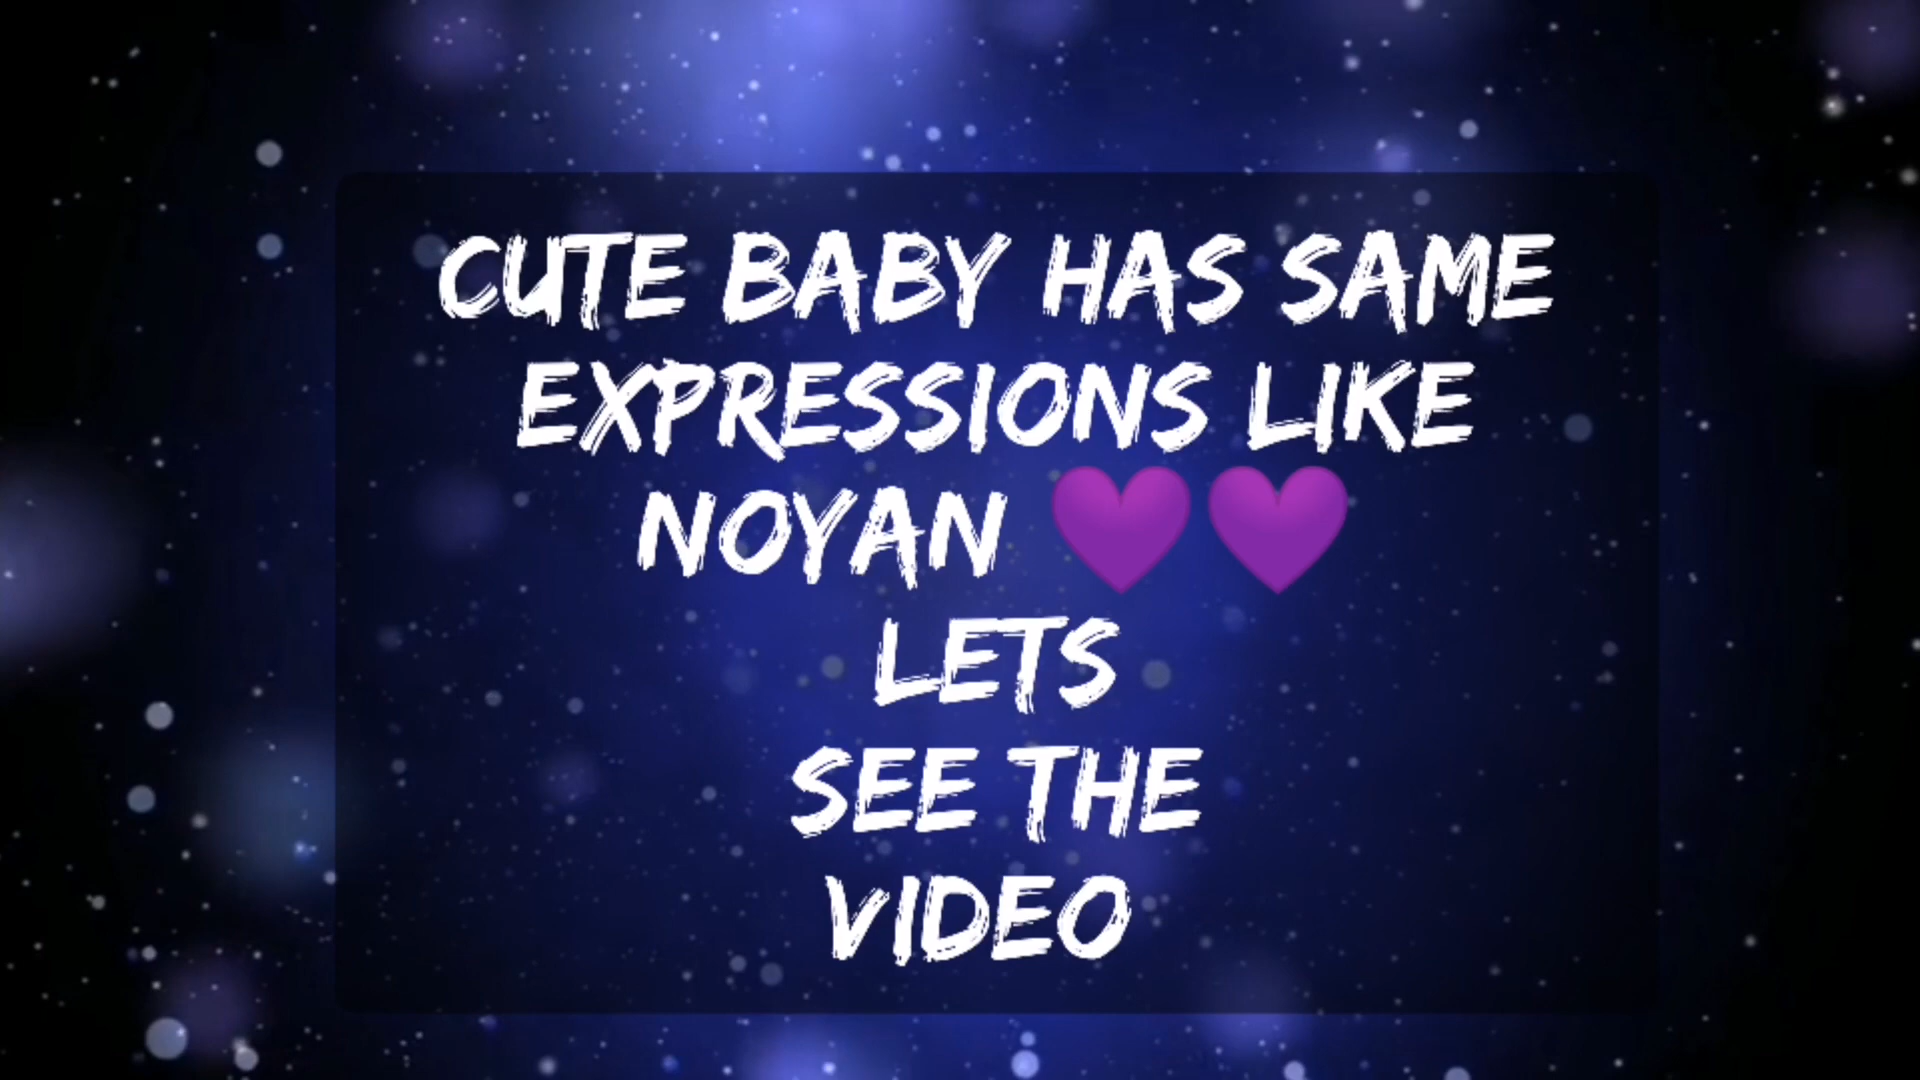 CUTE BABY HAS SAME
EXPRESSIONS LIKE
NOYAN 💜💜
LETS
SEE THE
VIDEO